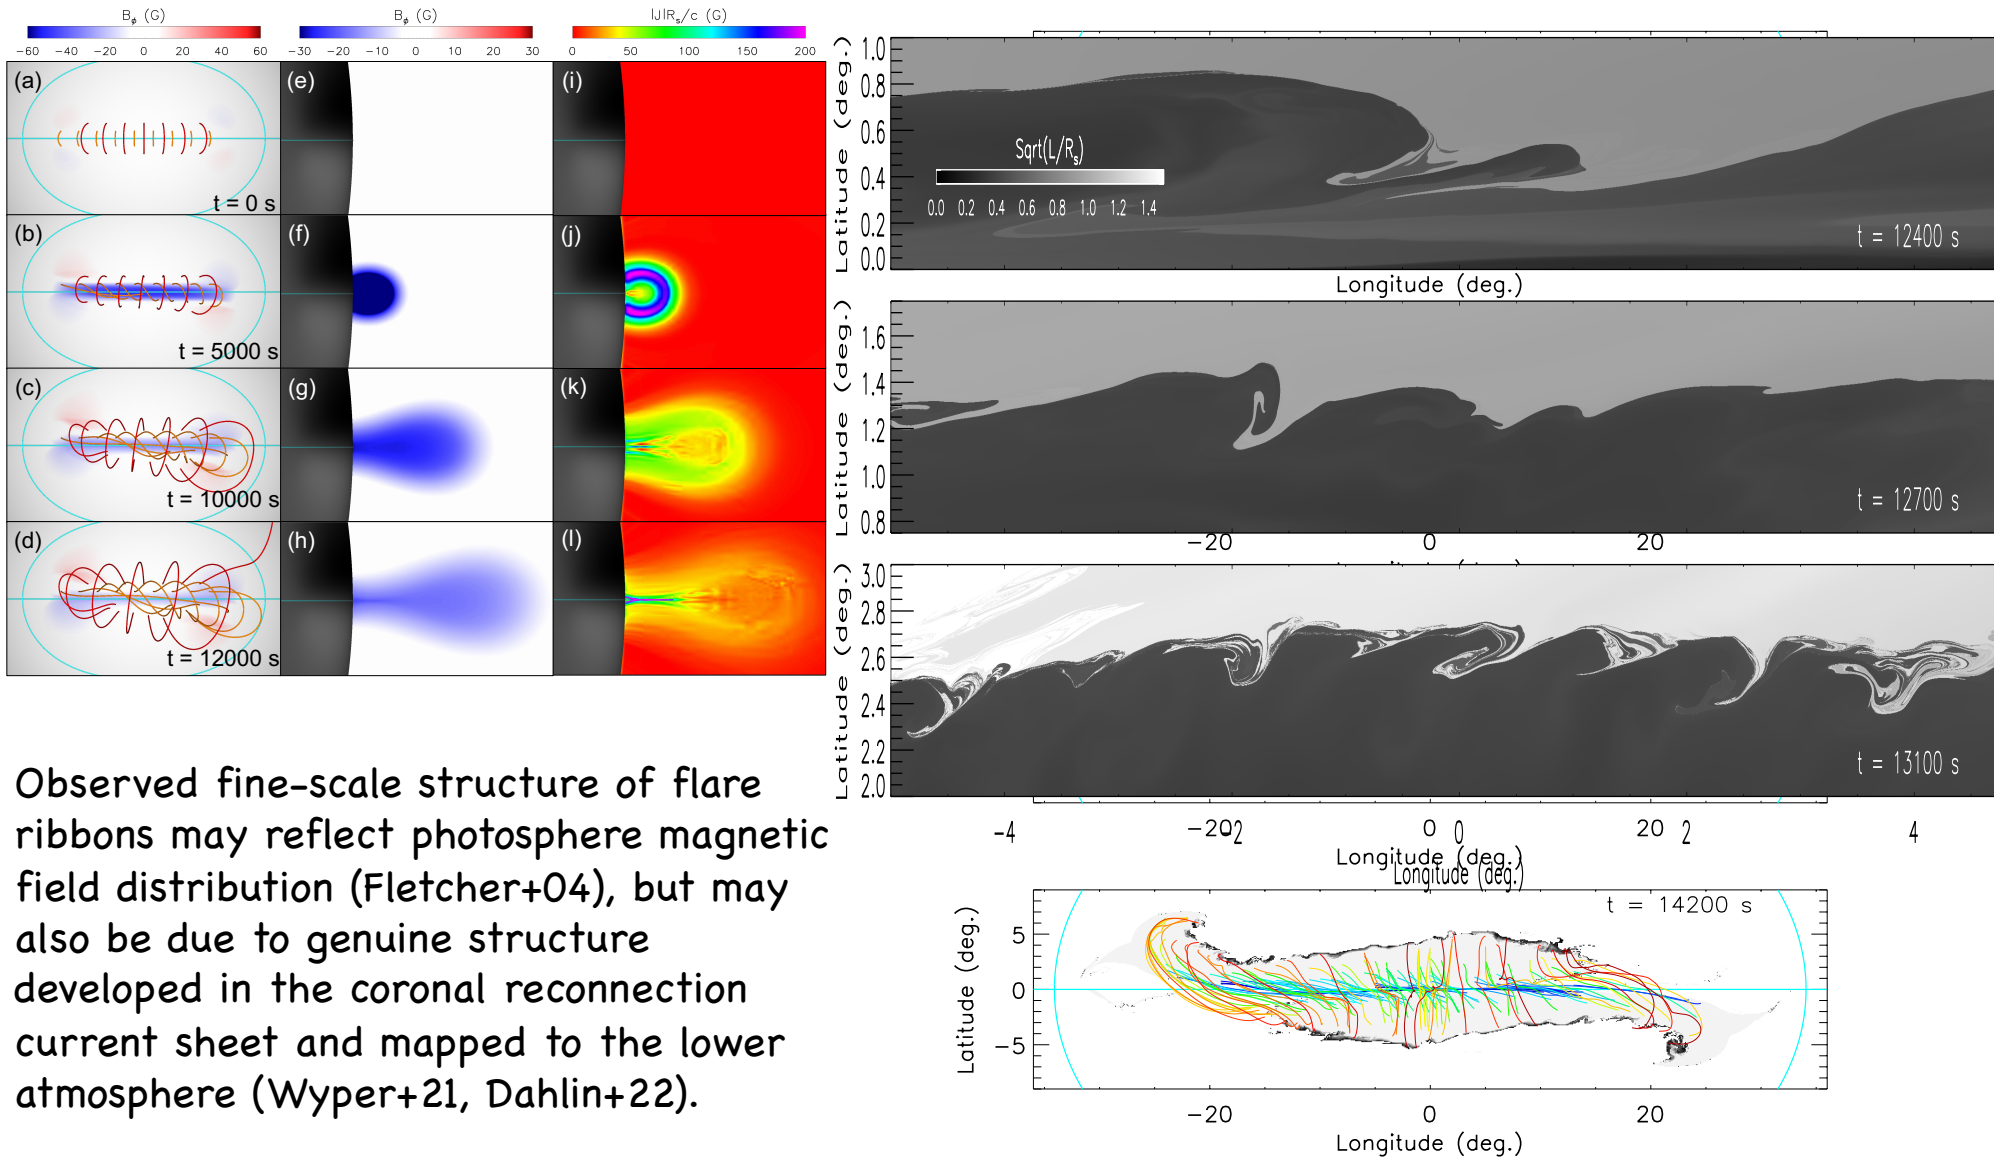 B_φ (G)
−60 −40 −20 0 20 40 60
B_φ (G)
−30 −20 −10 0 10 20 30
|J|R_s/c (G)
0 50 100 150 200
(a)
t = 0 s
(e)
(i)
(b)
t = 5000 s
(f)
(j)
(c)
t = 10000 s
(g)
(k)
(d)
t = 12000 s
(h)
(l)
Observed fine-scale structure of flare
ribbons may reflect photosphere magnetic
field distribution (Fletcher+04), but may
also be due to genuine structure
developed in the coronal reconnection
current sheet and mapped to the lower
atmosphere (Wyper+21, Dahlin+22).
Latitude (deg.)
1.0
0.8
0.6
0.4
0.2
0.0
Sqrt(L/R_s)
0.0 0.2 0.4 0.6 0.8 1.0 1.2 1.4
t = 12400 s
Longitude (deg.)
Latitude (deg.)
1.6
1.4
1.2
1.0
0.8
t = 12700 s
−20 0 20
Latitude (deg.)
3.0
2.8
2.6
2.4
2.2
2.0
t = 13100 s
−4 −2 0 2 4
−20 0 20
Longitude (deg.)
Longitude (deg.)
t = 14200 s
Latitude (deg.)
5
0
−5
−20 0 20
Longitude (deg.)